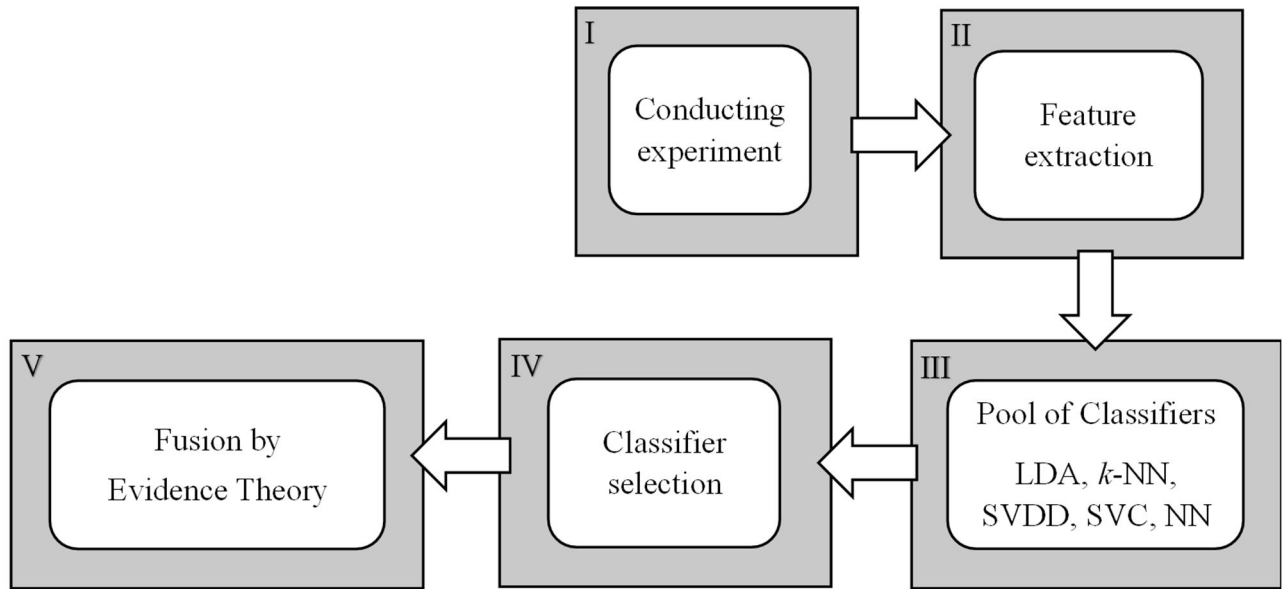 I
Conducting
experiment
II
Feature
extraction
III
Pool of Classifiers
LDA, k-NN,
SVDD, SVC, NN
IV
Classifier
selection
V
Fusion by
Evidence Theory